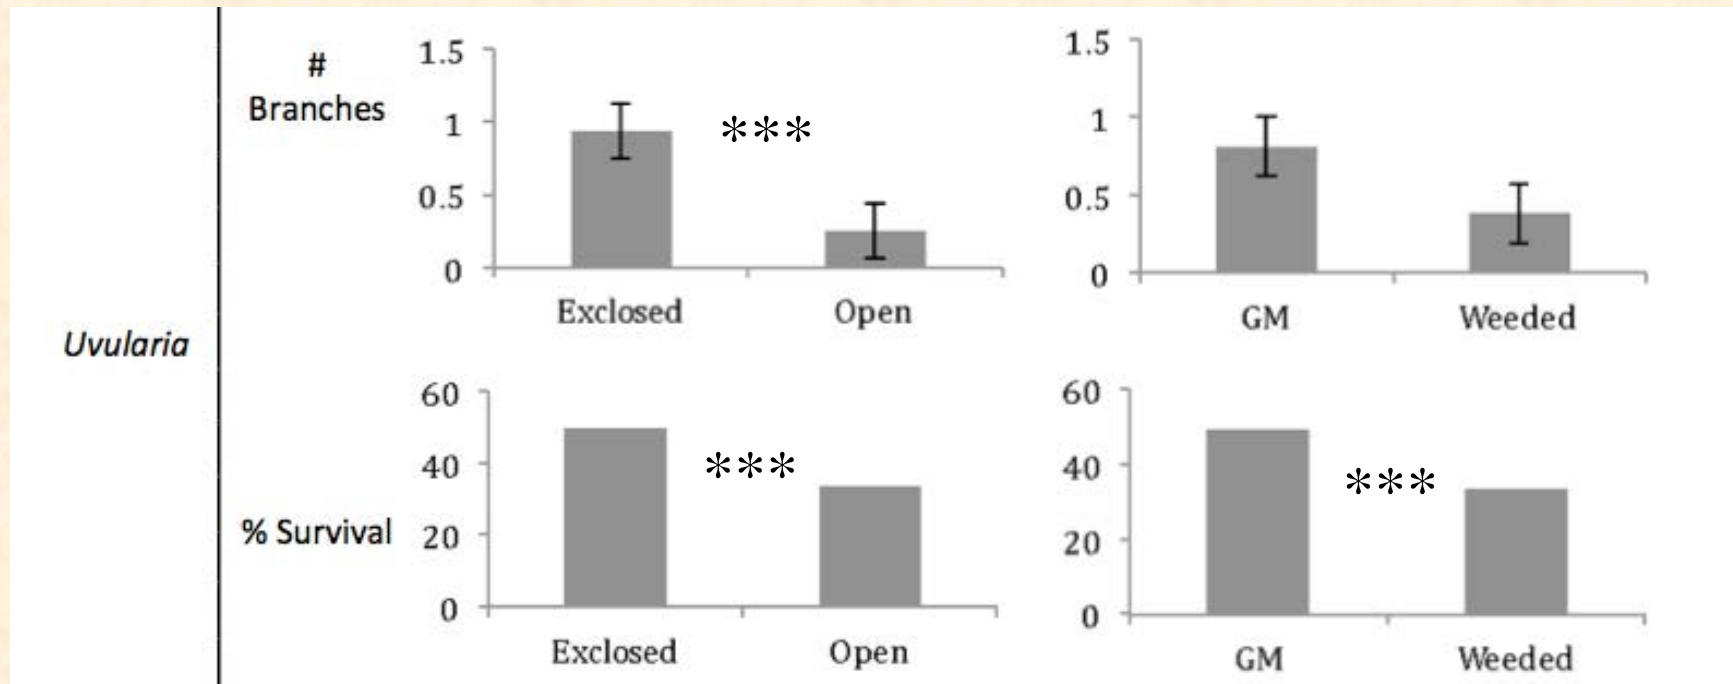 Uvularia
#
Branches
1.5
1
0.5
0
***
Exclosed Open
1.5
1
0.5
0
GM Weeded
% Survival
60
40
20
0
***
Exclosed Open
60
40
20
0
***
GM Weeded